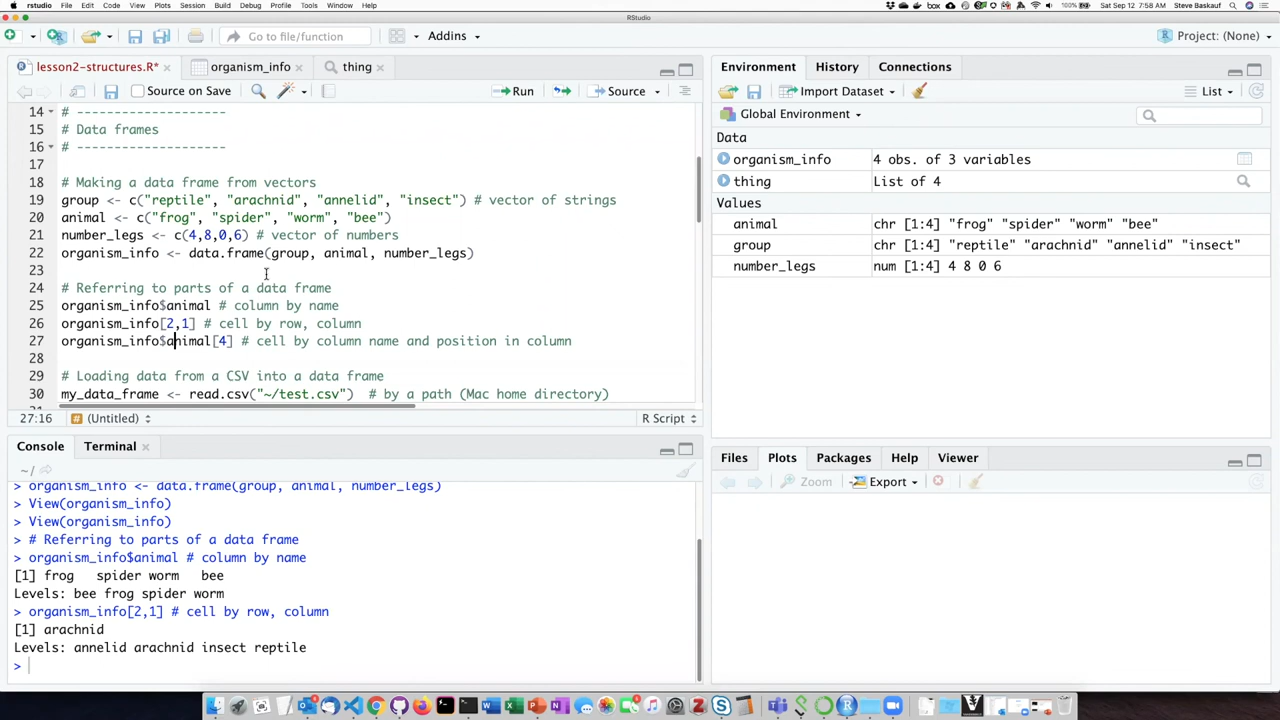 rstudio File Edit Code View Plots Session Build Debug Profile Tools Window Help box 100% Sat Sep 12 7:58 AM Steve Baskauf
RStudio
Go to file/function Addins Project: (None)
lesson2-structures.R* organism_info thing
Source on Save Run Source
14 # --------------------
15 # Data frames
16 # --------------------
17
18 # Making a data frame from vectors
19 group <- c("reptile", "arachnid", "annelid", "insect") # vector of strings
20 animal <- c("frog", "spider", "worm", "bee")
21 number_legs <- c(4,8,0,6) # vector of numbers
22 organism_info <- data.frame(group, animal, number_legs)
23
24 # Referring to parts of a data frame
25 organism_info$animal # column by name
26 organism_info[2,1] # cell by row, column
27 organism_info$animal[4] # cell by column name and position in column
28
29 # Loading data from a CSV into a data frame
30 my_data_frame <- read.csv("~/test.csv")  # by a path (Mac home directory)
27:16 # (Untitled) R Script
Console Terminal
~/
> organism_info <- data.frame(group, animal, number_legs)
> View(organism_info)
> View(organism_info)
> # Referring to parts of a data frame
> organism_info$animal # column by name
[1] frog   spider worm   bee
Levels: bee frog spider worm
> organism_info[2,1] # cell by row, column
[1] arachnid
Levels: annelid arachnid insect reptile
>
Environment History Connections
Import Dataset List
Global Environment
Data
organism_info 4 obs. of 3 variables
thing List of 4
Values
animal chr [1:4] "frog" "spider" "worm" "bee"
group chr [1:4] "reptile" "arachnid" "annelid" "insect"
number_legs num [1:4] 4 8 0 6
Files Plots Packages Help Viewer
Zoom Export